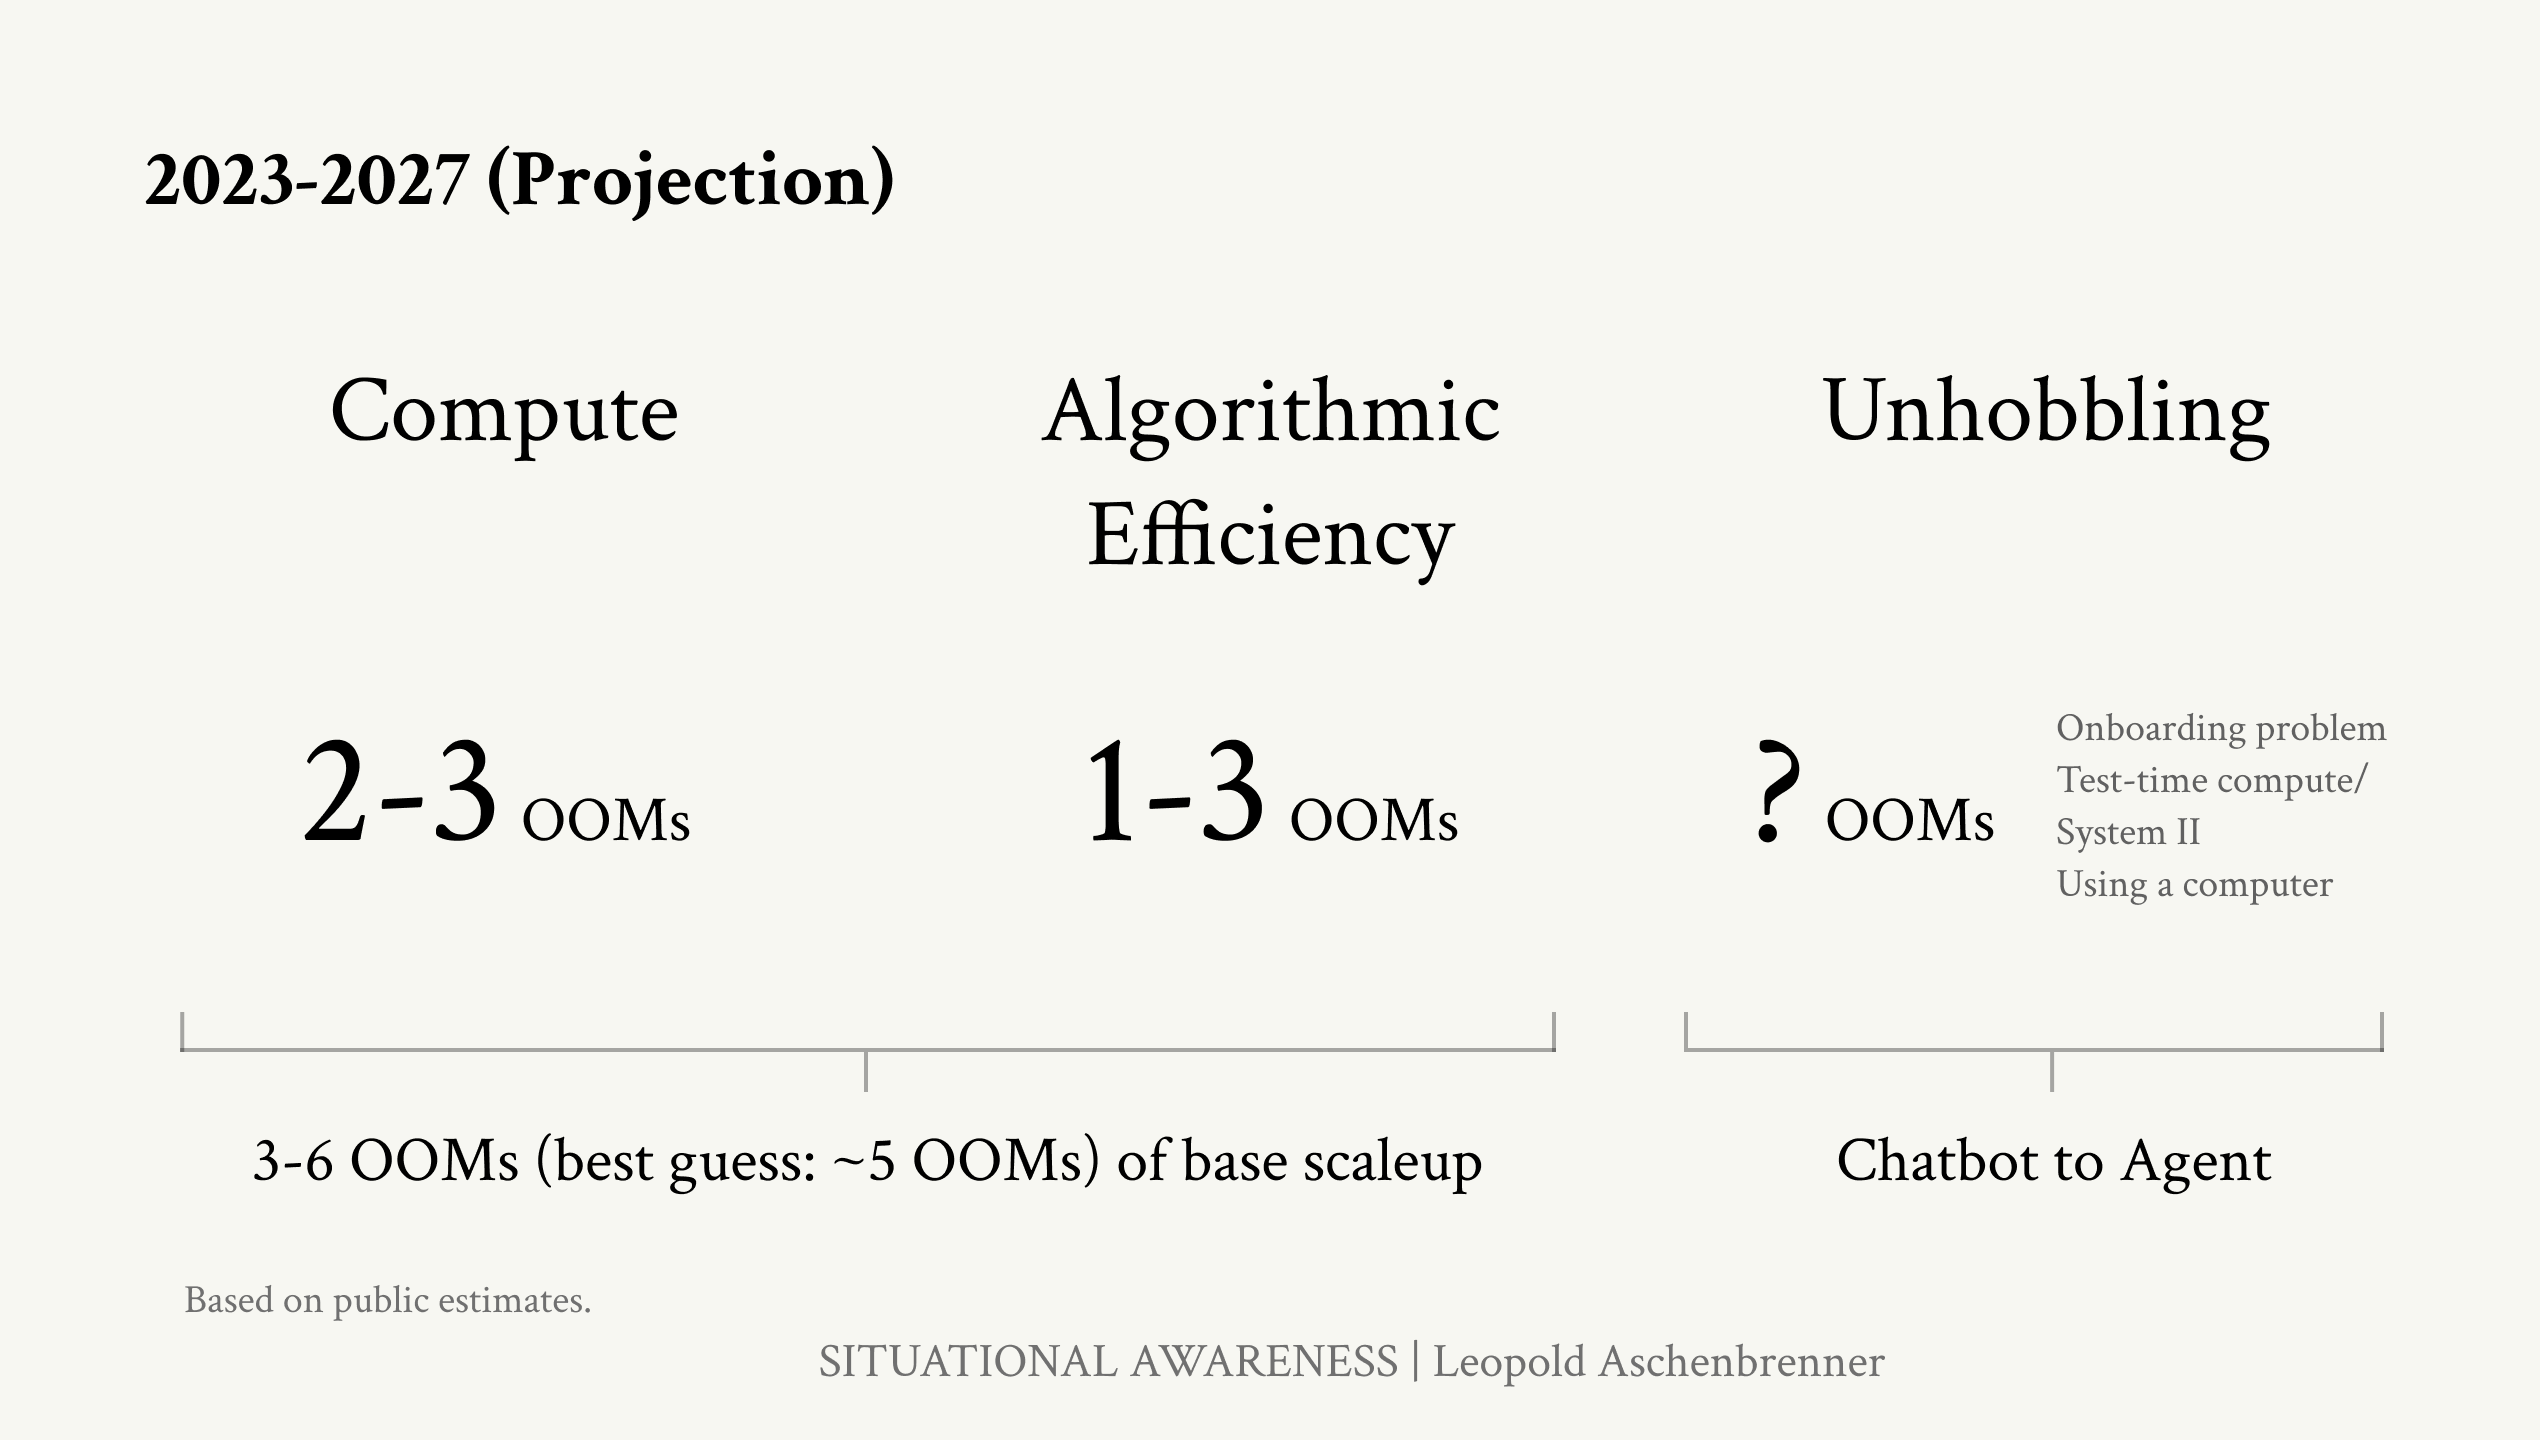 2023-2027 (Projection)
Compute
Algorithmic
Efficiency
Unhobbling
2-3 OOMs
1-3 OOMs
? OOMs
Onboarding problem
Test-time compute/
System II
Using a computer
3-6 OOMs (best guess: ~5 OOMs) of base scaleup
Chatbot to Agent
Based on public estimates.
SITUATIONAL AWARENESS | Leopold Aschenbrenner